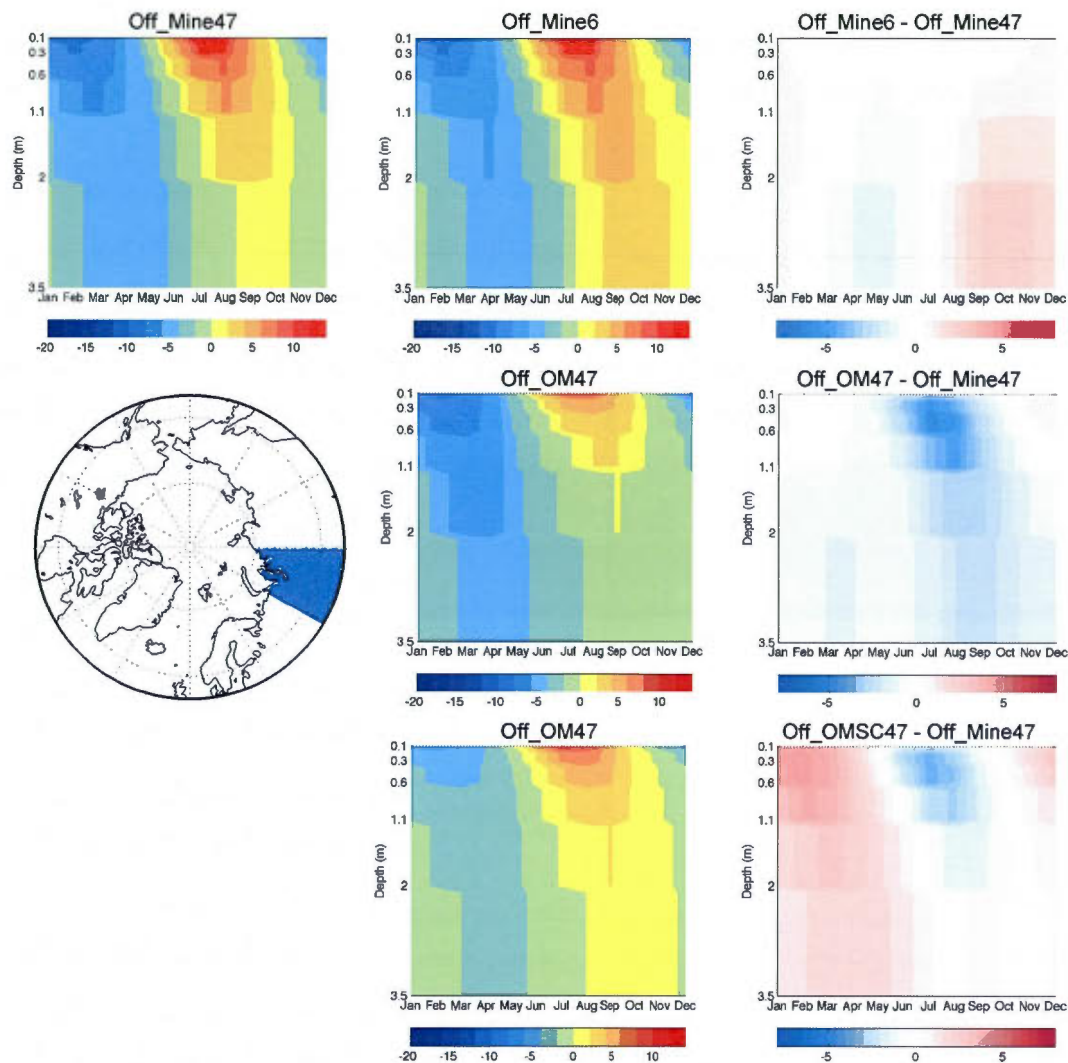 Off_Mine47
Off_Mine6
Off_Mine6 - Off_Mine47
0.1
0.3
0.6
1.1
2
3.5
Depth (m)
Jan Feb Mar Apr May Jun Jul Aug Sep Oct Nov Dec
-20 -15 -10 -5 0 5 10
0.1
0.3
0.6
1.1
2
3.5
Depth (m)
Jan Feb Mar Apr May Jun Jul Aug Sep Oct Nov Dec
-20 -15 -10 -5 0 5 10
0.1
0.3
0.6
1.1
2
3.5
Depth (m)
Jan Feb Mar Apr May Jun Jul Aug Sep Oct Nov Dec
-5 0 5
Off_OM47
Off_OM47 - Off_Mine47
0.1
0.3
0.6
1.1
2
3.5
Depth (m)
Jan Feb Mar Apr May Jun Jul Aug Sep Oct Nov Dec
-20 -15 -10 -5 0 5 10
0.1
0.3
0.6
1.1
2
3.5
Depth (m)
Jan Feb Mar Apr May Jun Jul Aug Sep Oct Nov Dec
-5 0 5
Off_OM47
Off_OMSC47 - Off_Mine47
0.1
0.3
0.6
1.1
2
3.5
Depth (m)
Jan Feb Mar Apr May Jun Jul Aug Sep Oct Nov Dec
-20 -15 -10 -5 0 5 10
0.1
0.3
0.6
1.1
2
3.5
Depth (m)
Jan Feb Mar Apr May Jun Jul Aug Sep Oct Nov Dec
-5 0 5